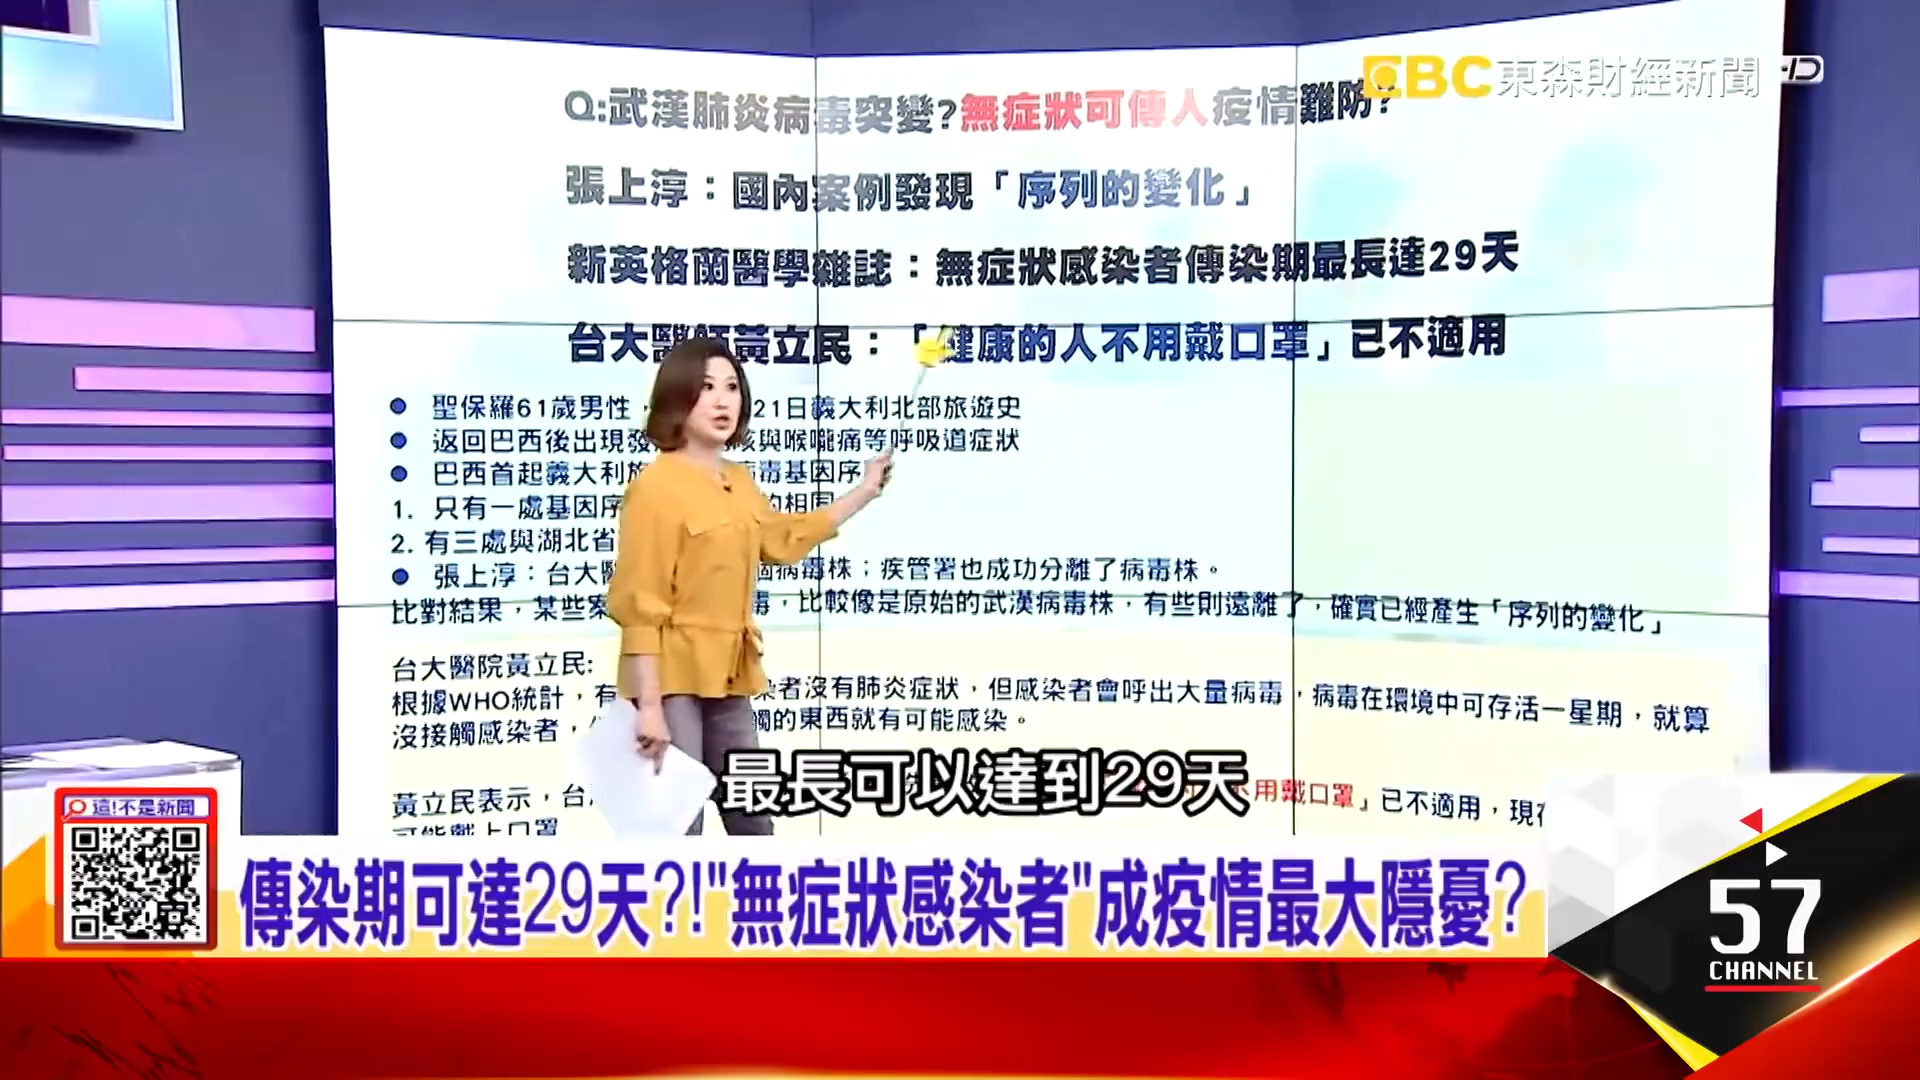 EBC 東森財經新聞 HD
Q:武漢肺炎病毒突變?無症狀可傳人疫情難防?
張上淳：國內案例發現「序列的變化」
新英格蘭醫學雜誌：無症狀感染者傳染期最長達29天
台大醫師黃立民：「健康的人不用戴口罩」已不適用
聖保羅61歲男性， 21日義大利北部旅遊史
返回巴西後出現發 咳與喉嚨痛等呼吸道症狀
巴西首起義大利旅 病毒基因序
1. 只有一處基因序 的相同
2. 有三處與湖北省
張上淳：台大醫 個病毒株；疾管署也成功分離了病毒株。
比對結果，某些案 毒，比較像是原始的武漢病毒株，有些則遠離了，確實已經產生「序列的變化」
台大醫院黃立民:
根據WHO統計，有 染者沒有肺炎症狀，但感染者會呼出大量病毒，病毒在環境中可存活一星期，就算
沒接觸感染者， 觸的東西就有可能感染。
黃立民表示，台 用戴口罩」已不適用，現在
可能戴上口罩
最長可以達到29天
這!不是新聞
傳染期可達29天?!"無症狀感染者"成疫情最大隱憂?
57
CHANNEL